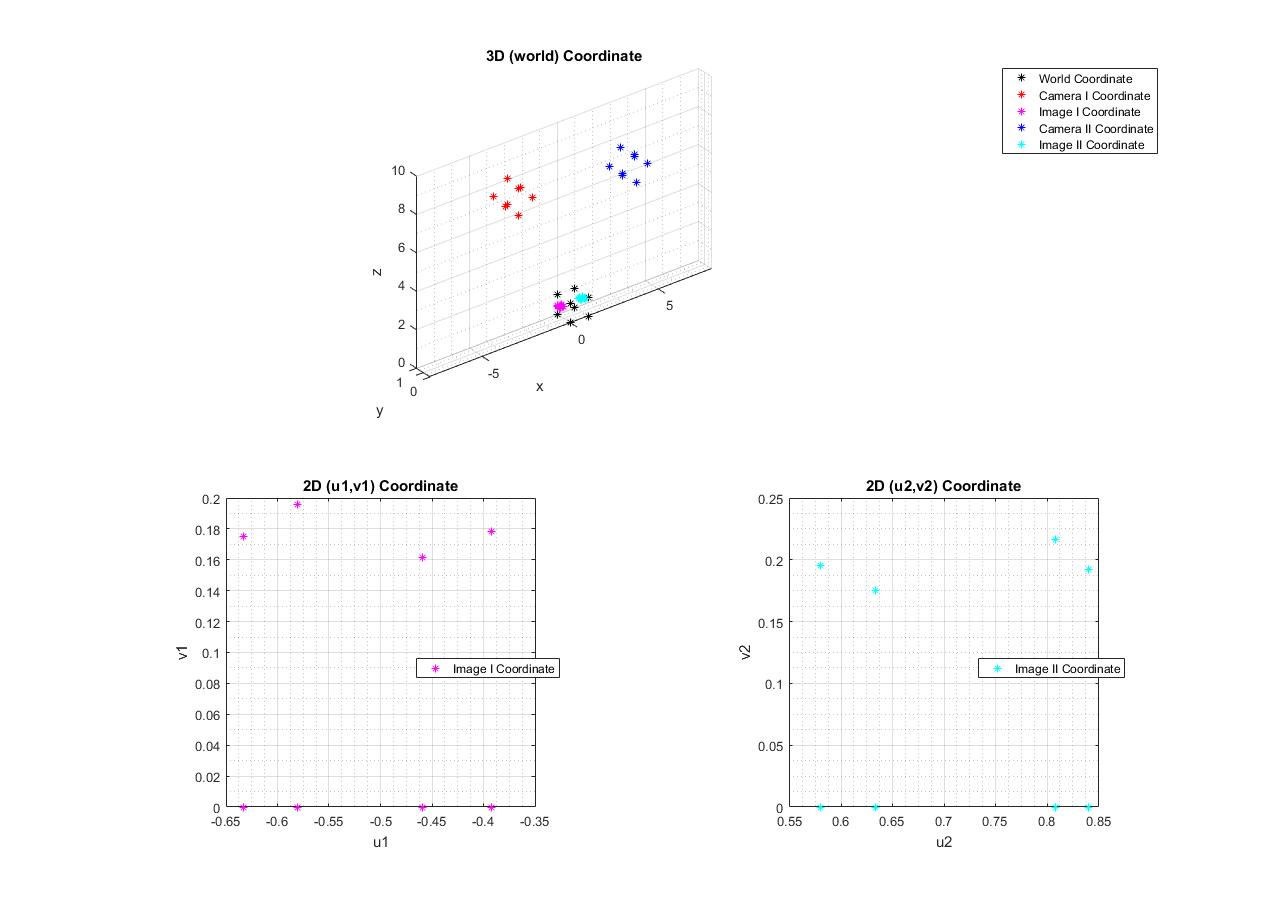 3D (world) Coordinate
World Coordinate
Camera I Coordinate
Image I Coordinate
Camera II Coordinate
Image II Coordinate
10
8
6
4
2
0
z
1
0
y
-5
0
5
x
2D (u1,v1) Coordinate
0.2
0.18
0.16
0.14
0.12
0.1
0.08
0.06
0.04
0.02
0
v1
Image I Coordinate
-0.65 -0.6 -0.55 -0.5 -0.45 -0.4 -0.35
u1
2D (u2,v2) Coordinate
0.25
0.2
0.15
0.1
0.05
0
v2
Image II Coordinate
0.55 0.6 0.65 0.7 0.75 0.8 0.85
u2